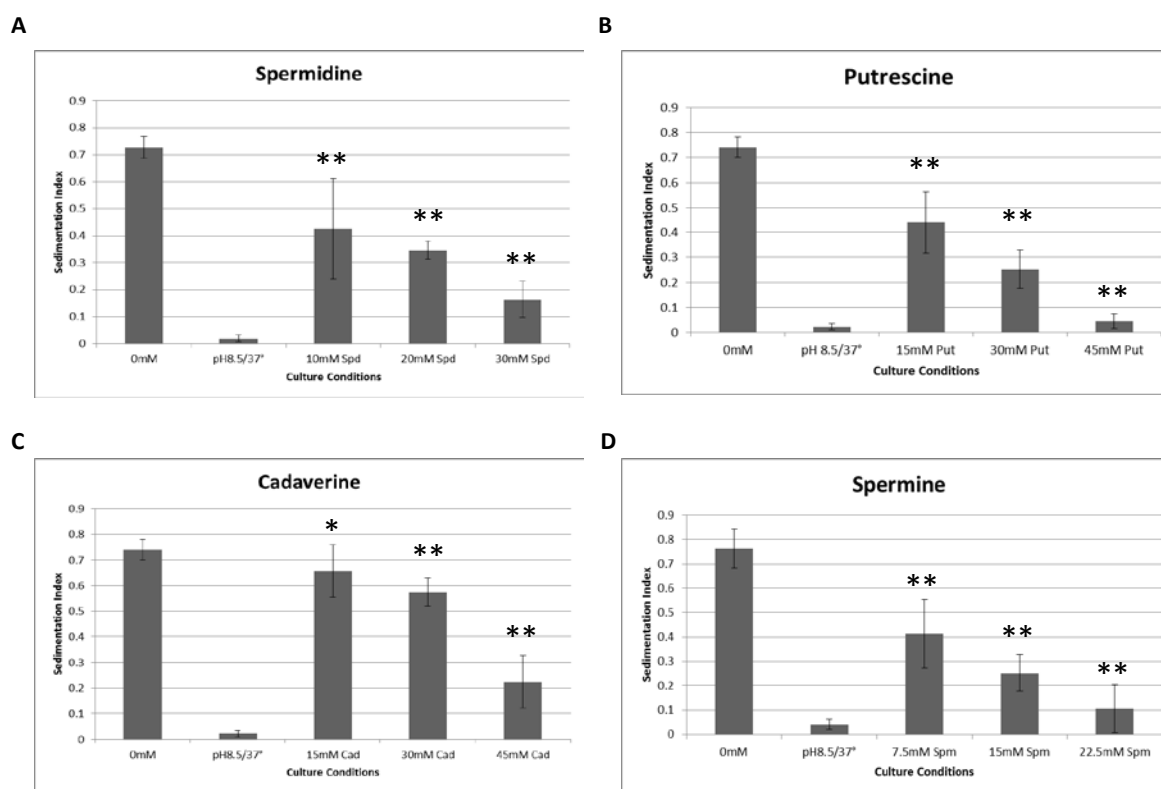 A
Spermidine
Sedimentation Index
0.9
0.8
0.7
0.6
0.5
0.4
0.3
0.2
0.1
0
**
**
**
0mM pH8.5/37° 10mM Spd 20mM Spd 30mM Spd
Culture Conditions
B
Putrescine
Sedimentation Index
0.9
0.8
0.7
0.6
0.5
0.4
0.3
0.2
0.1
0
**
**
**
0mM pH 8.5/37° 15mM Put 30mM Put 45mM Put
Culture Conditions
C
Cadaverine
Sedimentation Index
0.9
0.8
0.7
0.6
0.5
0.4
0.3
0.2
0.1
0
*
**
**
0mM pH8.5/37° 15mM Cad 30mM Cad 45mM Cad
Culture Conditions
D
Spermine
Sedimentation Index
0.9
0.8
0.7
0.6
0.5
0.4
0.3
0.2
0.1
0
**
**
**
0mM pH8.5/37° 7.5mM Spm 15mM Spm 22.5mM Spm
Culture Conditions